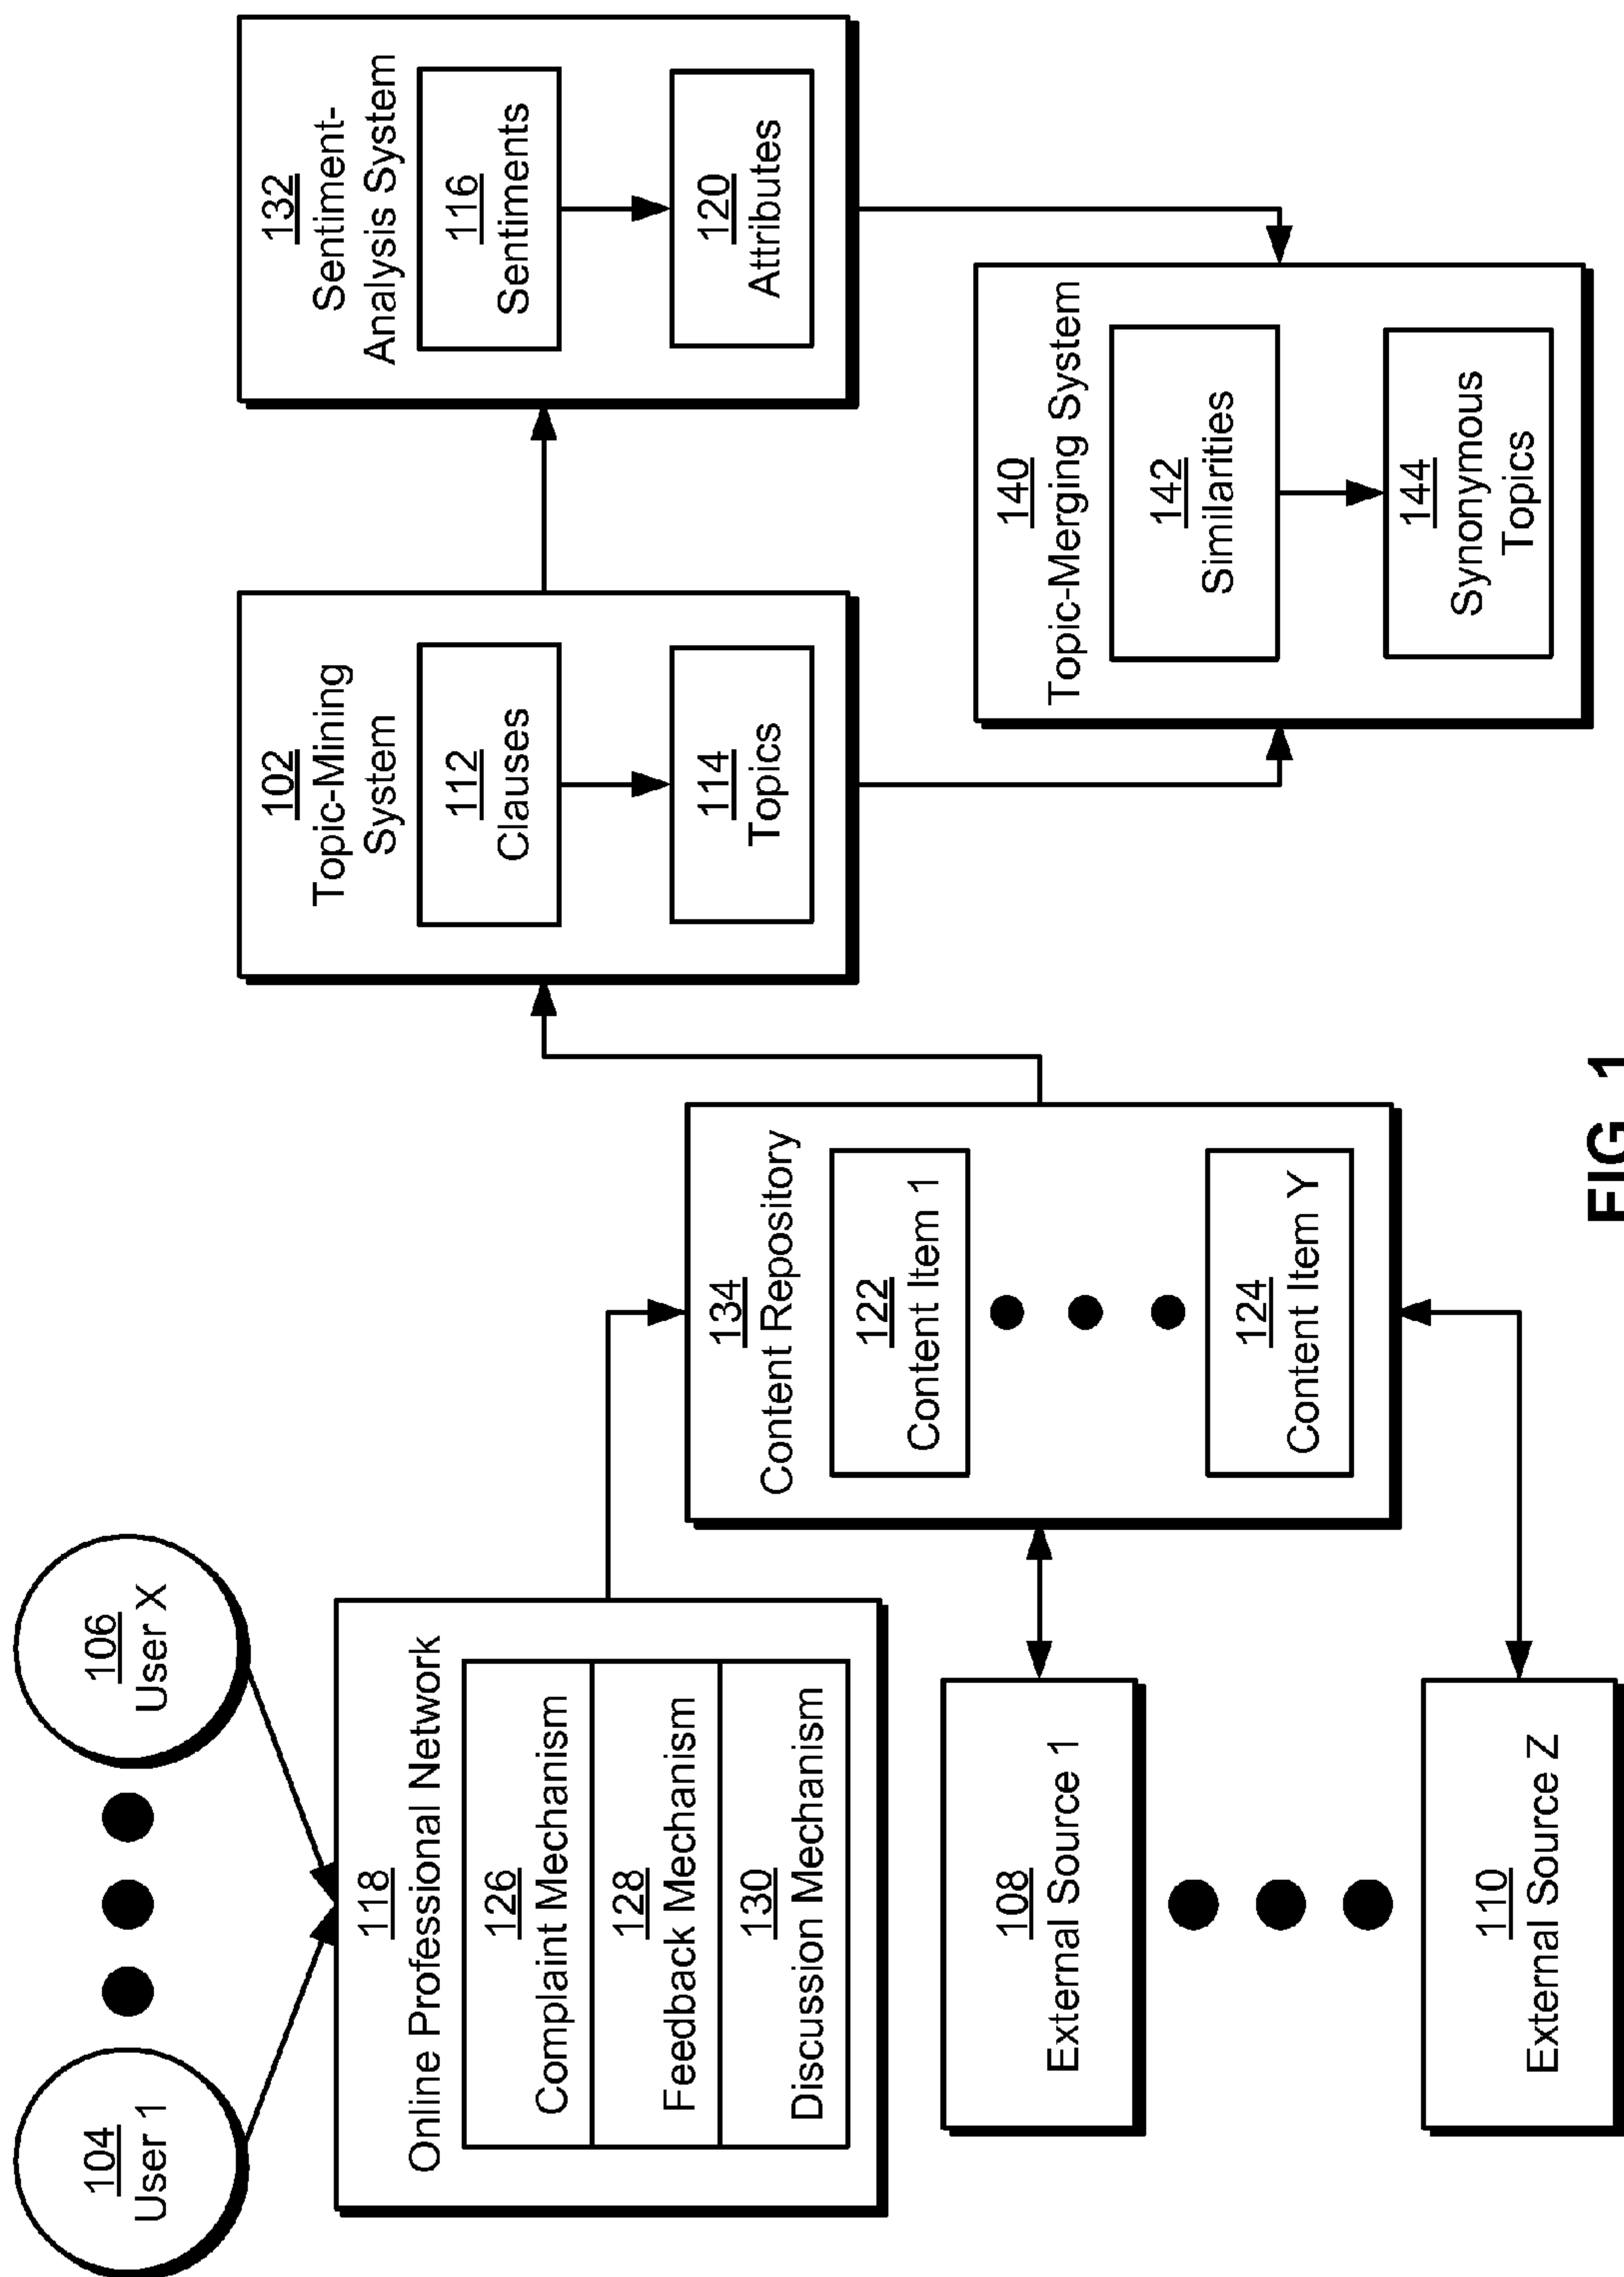 104
User 1
106
User X
118
Online Professional Network
126
Complaint Mechanism
128
Feedback Mechanism
130
Discussion Mechanism
108
External Source 1
110
External Source Z
134
Content Repository
122
Content Item 1
124
Content Item Y
102
Topic-Mining
System
112
Clauses
114
Topics
132
Sentiment-
Analysis System
116
Sentiments
120
Attributes
140
Topic-Merging System
142
Similarities
144
Synonymous
Topics
FIG. 1